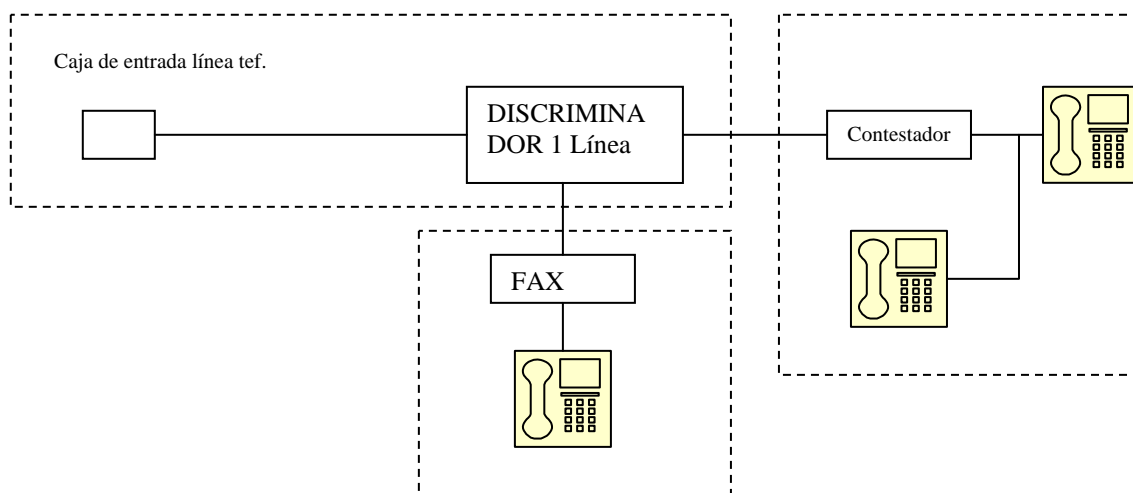 Caja de entrada línea tef.
DISCRIMINA
DOR 1 Línea
Contestador
FAX